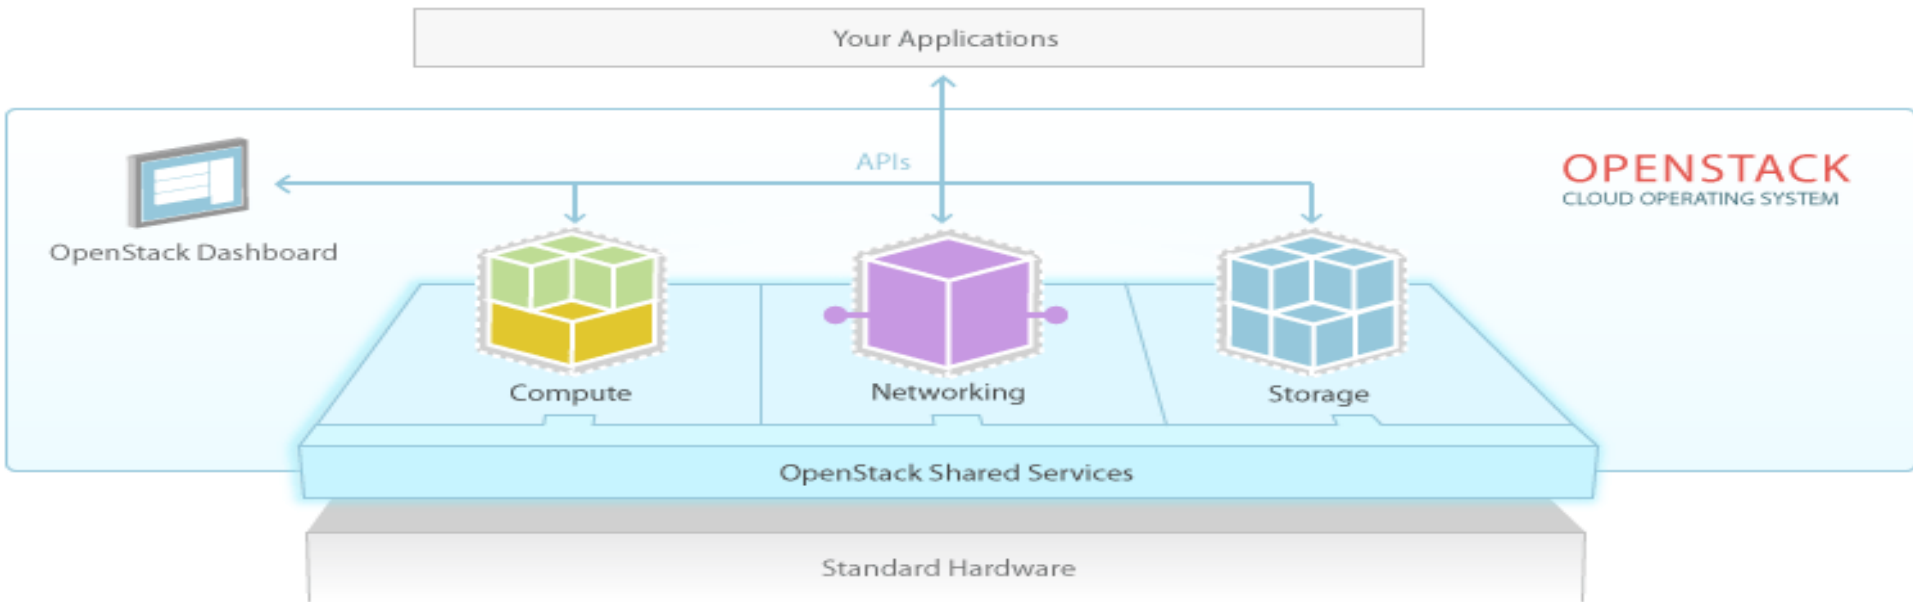 Your Applications
APIs
OPENSTACK
CLOUD OPERATING SYSTEM
OpenStack Dashboard
Compute
Networking
Storage
OpenStack Shared Services
Standard Hardware